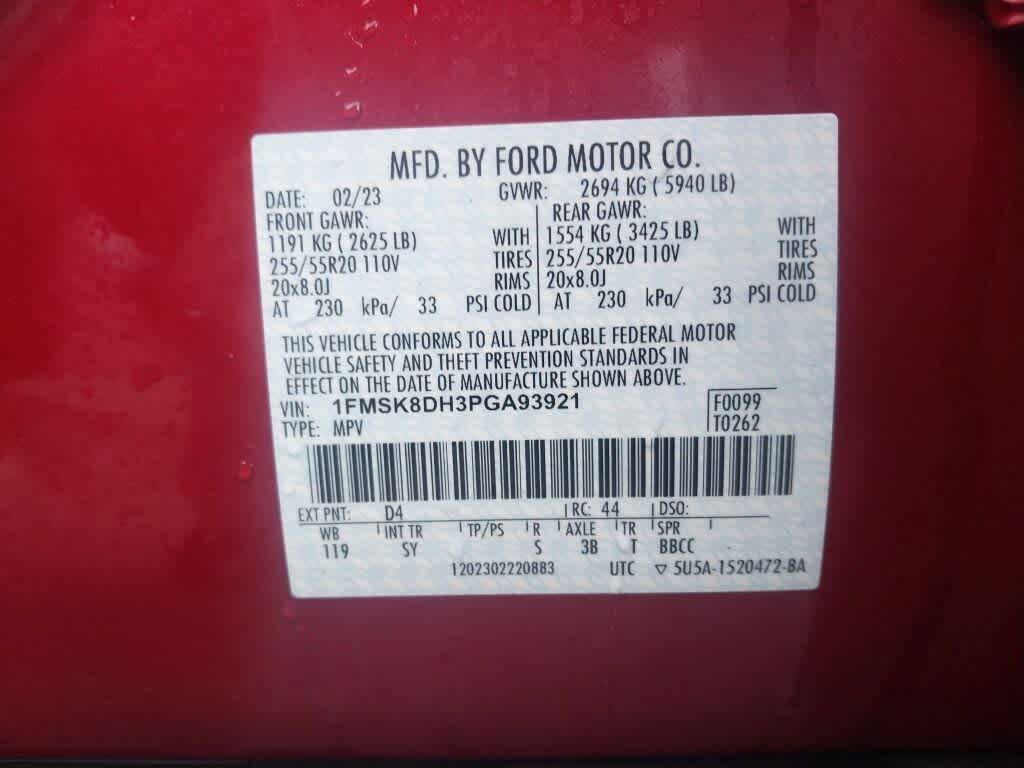 MFD. BY FORD MOTOR CO.
DATE: 02/23 GVWR: 2694 KG ( 5940 LB)
FRONT GAWR: REAR GAWR:
1191 KG ( 2625 LB) WITH 1554 KG ( 3425 LB) WITH
255/55R20 110V TIRES 255/55R20 110V TIRES
20x8.0J RIMS 20x8.0J RIMS
AT 230 kPa/ 33 PSI COLD AT 230 kPa/ 33 PSI COLD
THIS VEHICLE CONFORMS TO ALL APPLICABLE FEDERAL MOTOR
VEHICLE SAFETY AND THEFT PREVENTION STANDARDS IN
EFFECT ON THE DATE OF MANUFACTURE SHOWN ABOVE.
VIN: 1FMSK8DH3PGA93921 F0099
TYPE: MPV T0262
EXT PNT: D4 RC: 44 DSO:
WB INT TR TP/PS R AXLE TR SPR
119 SY S 3B T BBCC
1202302220883 UTC ▽ 5U5A-1520472-BA